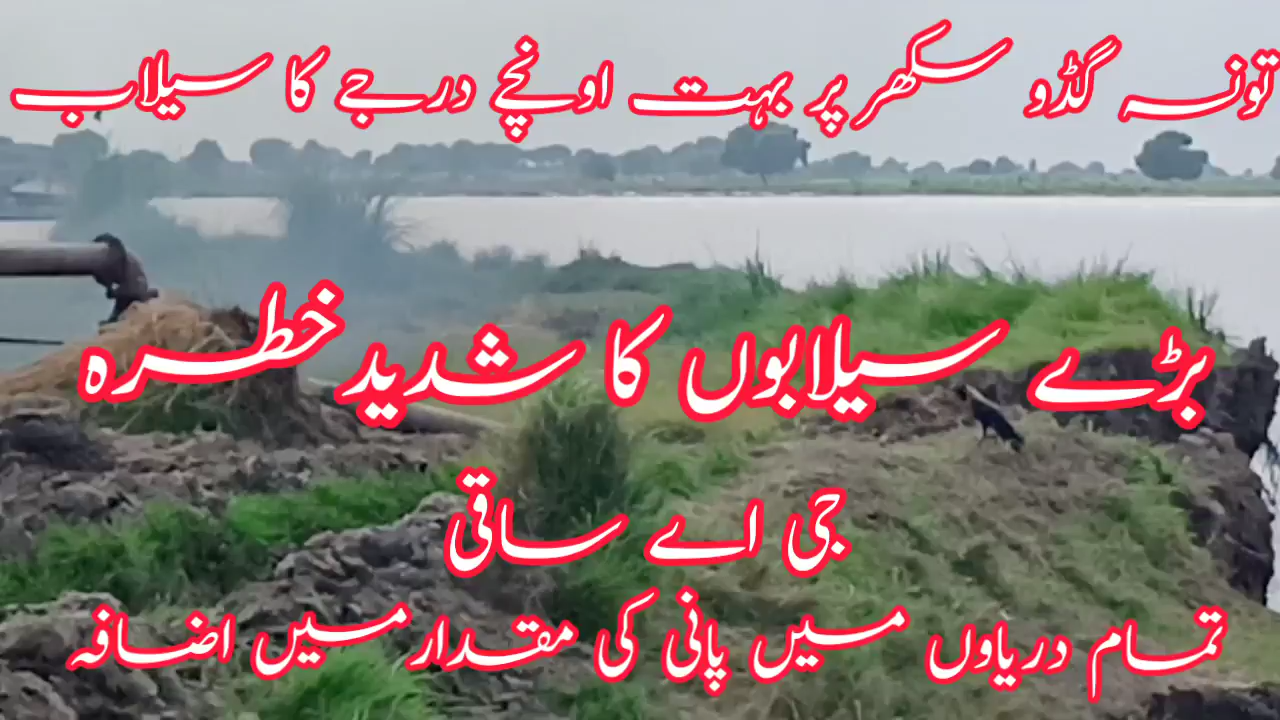 تونسہ گڈو سکھر پر بہت اونچے درجے کا سیلاب
بڑے سیلابوں کا شدید خطرہ
جی اے ساقی
تمام دریاوں میں پانی کی مقدار میں اضافہ